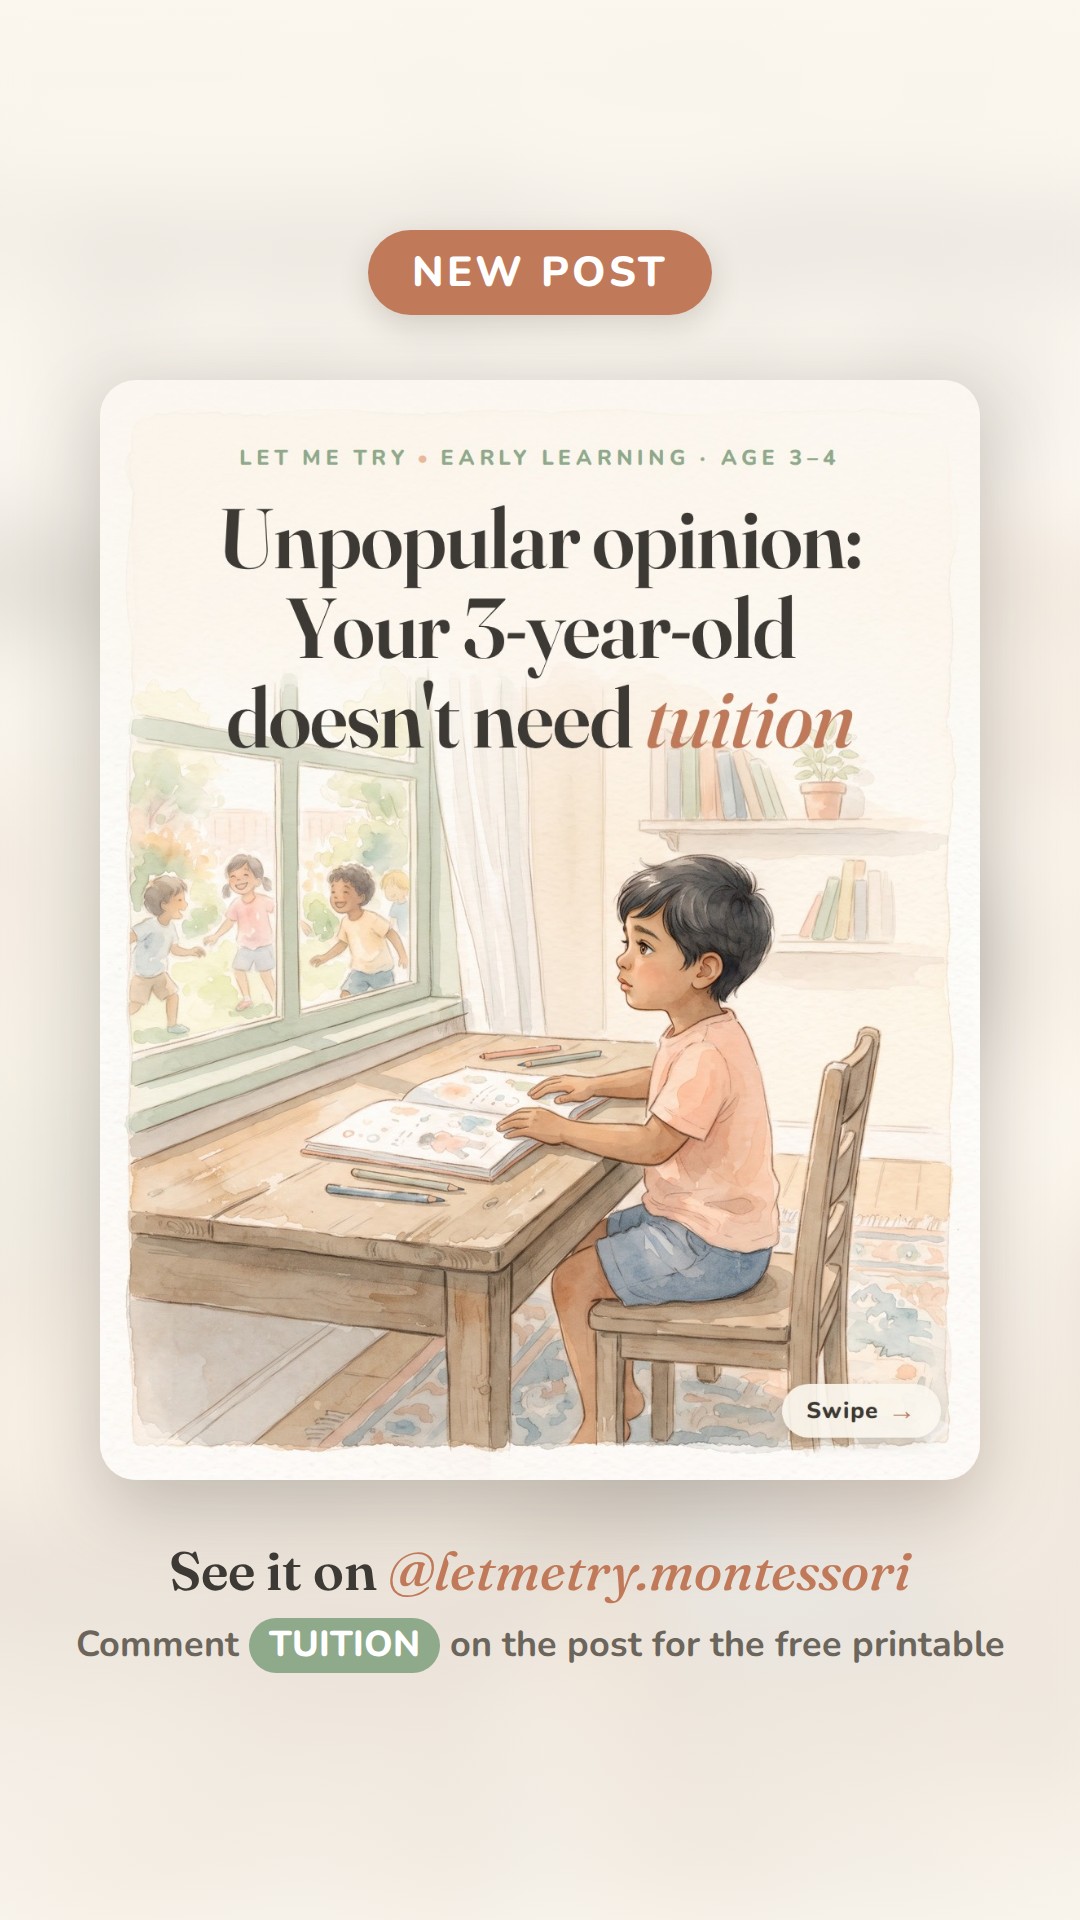 NEW POST
LET ME TRY • EARLY LEARNING · AGE 3–4
Unpopular opinion:
Your 3-year-old
doesn't need tuition
Swipe →
See it on @letmetry.montessori
Comment TUITION on the post for the free printable